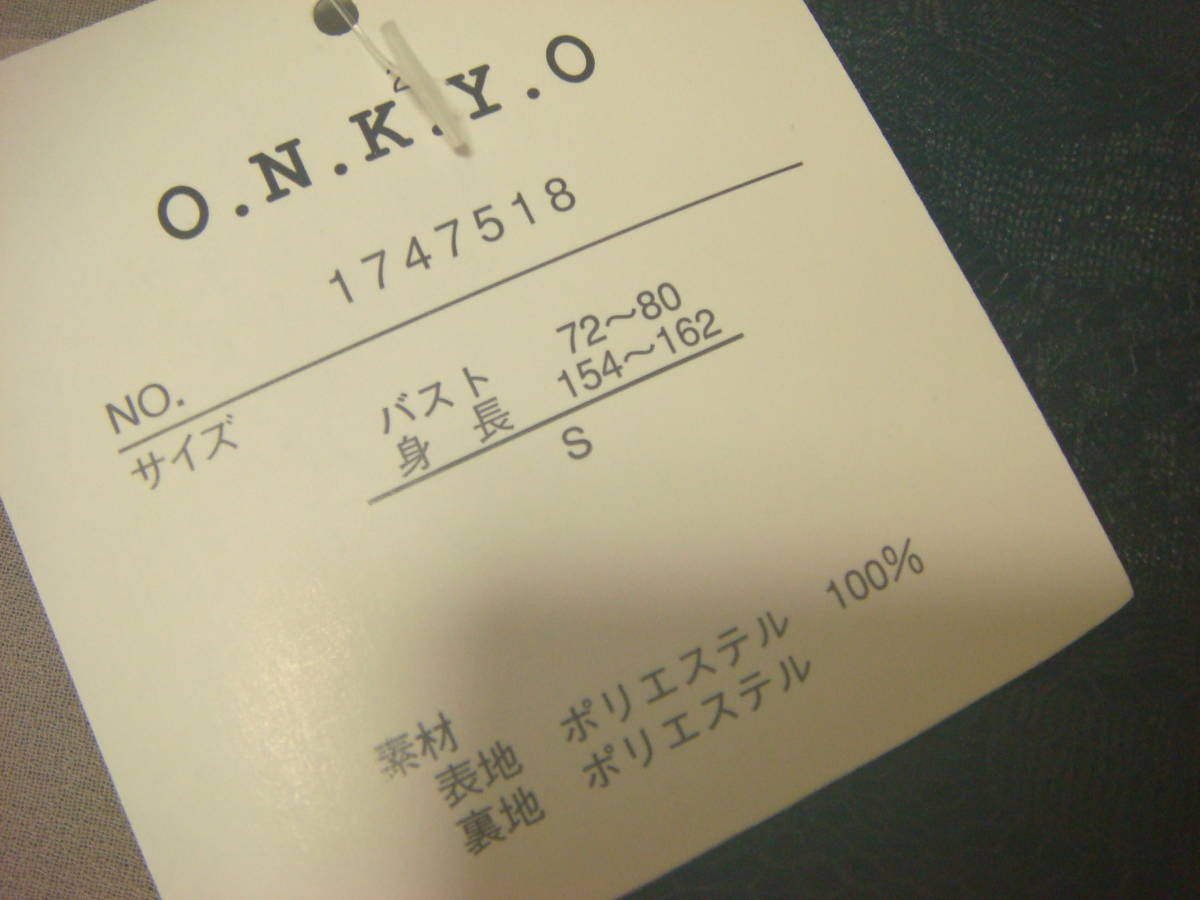 O.N.K.Y.O
NO. 1747518
サイズ バスト 72〜80
身長 154〜162
S
素材
表地 ポリエステル 100%
裏地 ポリエステル